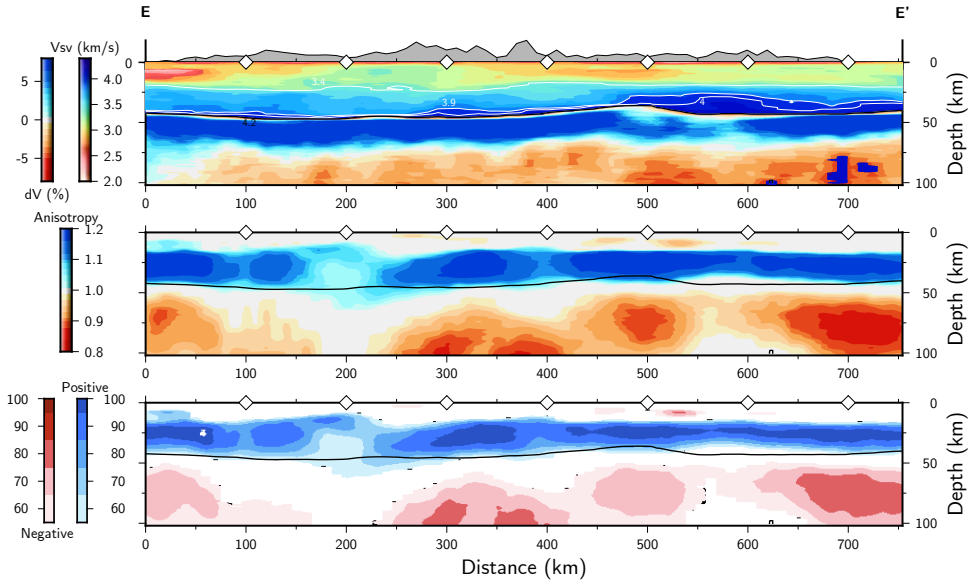 E E'
Vsv (km/s)
0 0
5 4.0
3.4
3.5
0 3.9 4
3.0 4.2 50
-5 2.5
2.0 100
dV (%)
0 100 200 300 400 500 600 700
Depth (km)
Anisotropy
1.2 0
1.1
1.0
50
0.9
0.8 100
0 100 200 300 400 500 600 700
Depth (km)
Positive
100 100 0
90 90
80 80
50
70 70
60 60
100
Negative
0 100 200 300 400 500 600 700
Depth (km)
Distance (km)